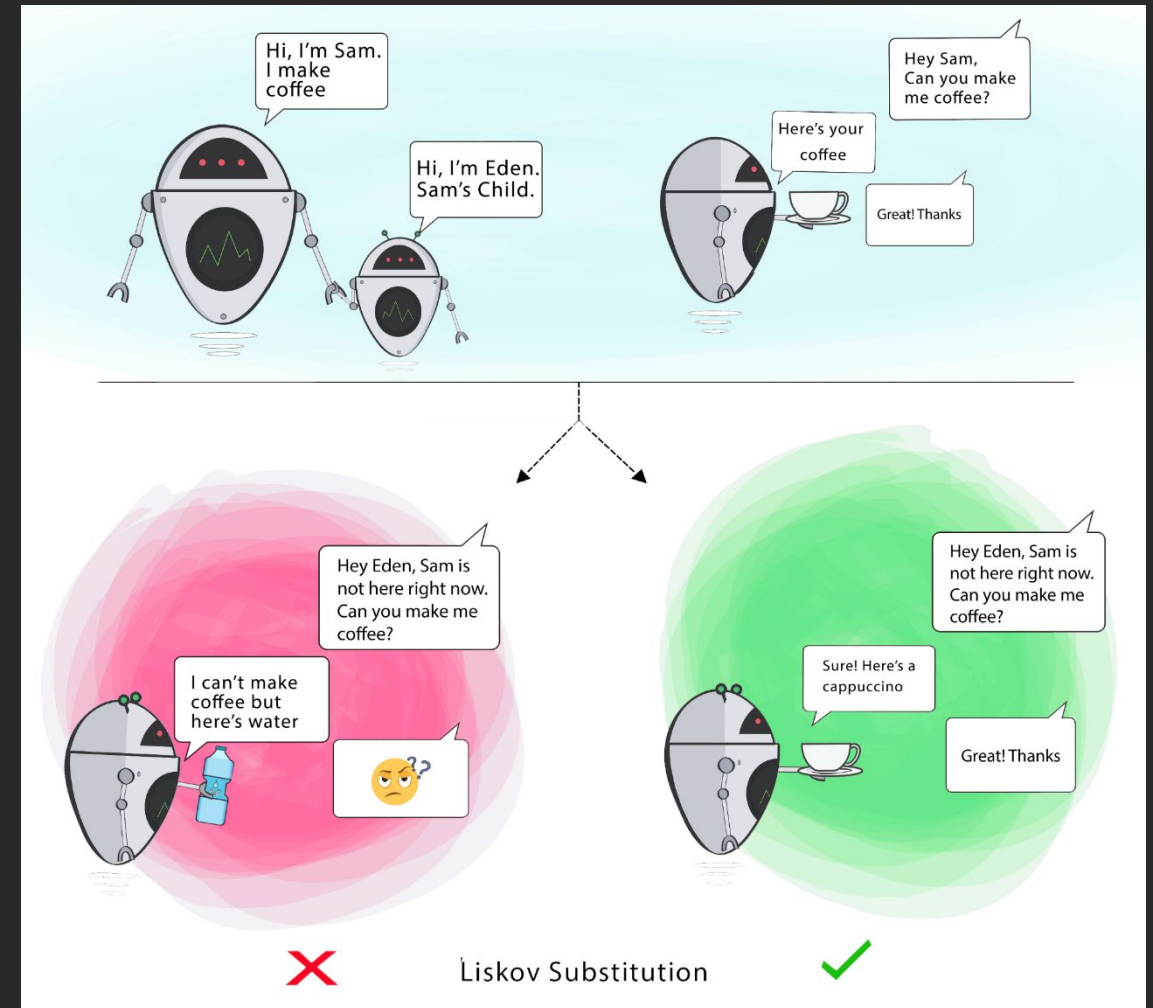 Hi, I'm Sam.
I make
coffee
Hi, I'm Eden.
Sam's Child.
Hey Sam,
Can you make
me coffee?
Here's your
coffee
Great! Thanks
Hey Eden, Sam is
not here right now.
Can you make me
coffee?
I can't make
coffee but
here's water
??
Hey Eden, Sam is
not here right now.
Can you make me
coffee?
Sure! Here's a
cappuccino
Great! Thanks
Liskov Substitution